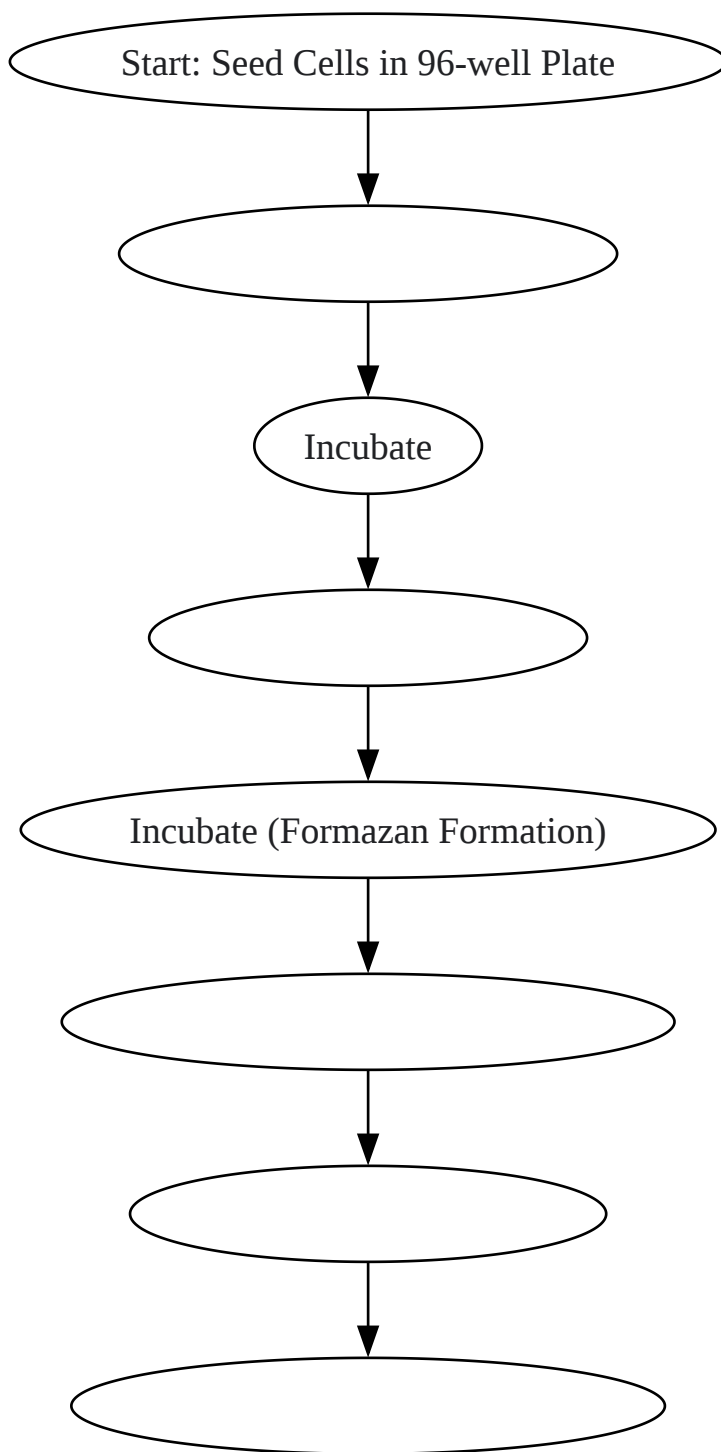 Start: Seed Cells in 96-well Plate
Incubate
Incubate (Formazan Formation)